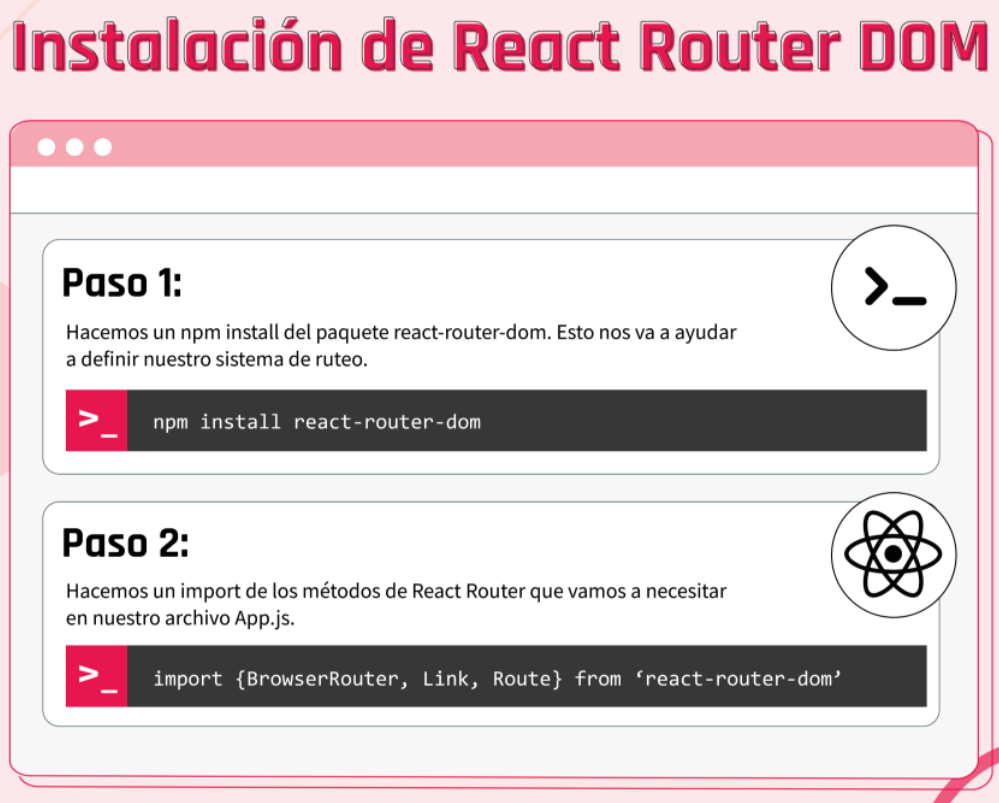 Instalación de React Router DOM
Paso 1:
Hacemos un npm install del paquete react-router-dom. Esto nos va a ayudar
a definir nuestro sistema de ruteo.
>_ npm install react-router-dom
Paso 2:
Hacemos un import de los métodos de React Router que vamos a necesitar
en nuestro archivo App.js.
>_ import {BrowserRouter, Link, Route} from ‘react-router-dom’